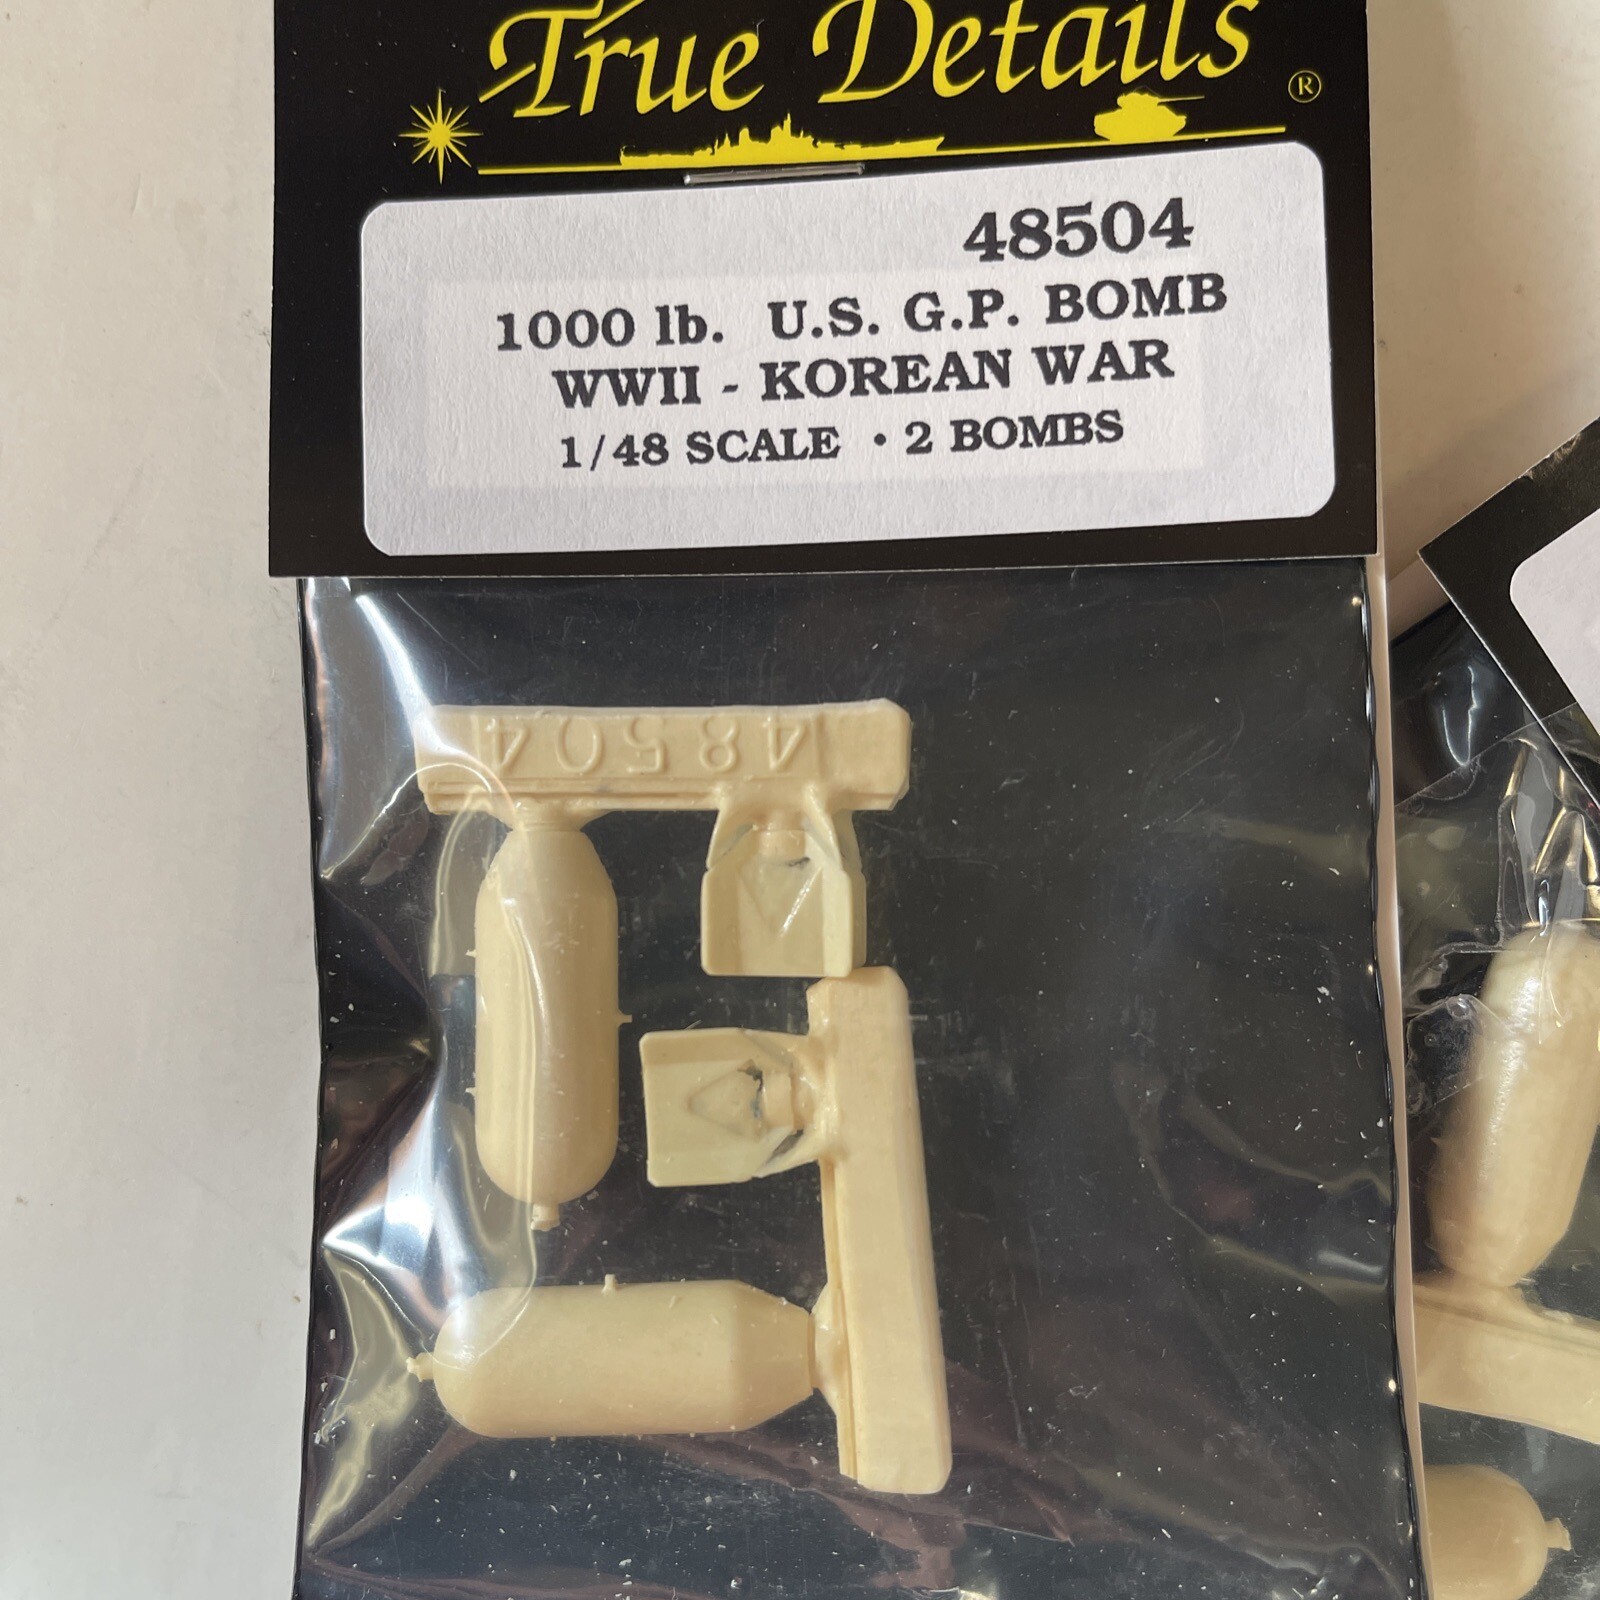 True Details
®
48504
1000 lb. U.S. G.P. BOMB
WWII - KOREAN WAR
1/48 SCALE • 2 BOMBS
48504